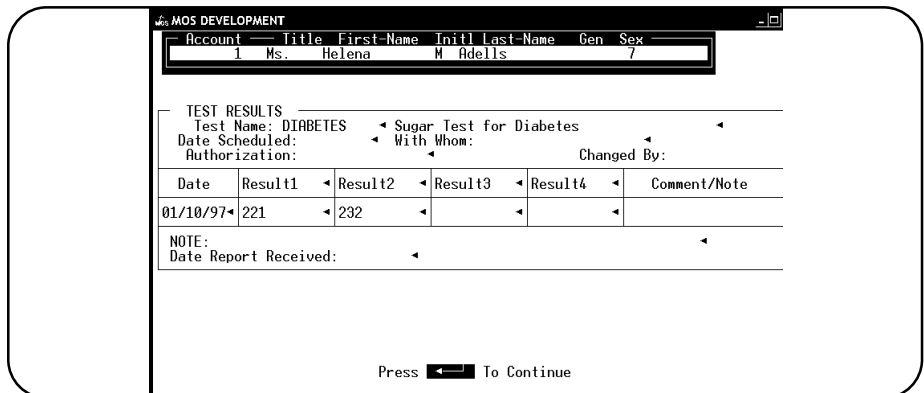 MOS MOS DEVELOPMENT
Account Title First-Name Initl Last-Name Gen Sex
1 Ms. Helena M Adells 7
TEST RESULTS
Test Name: DIABETES Sugar Test for Diabetes
Date Scheduled: With Whom:
Authorization: Changed By:
Date Result1 Result2 Result3 Result4 Comment/Note
01/10/97 221 232
NOTE:
Date Report Received:
Press To Continue